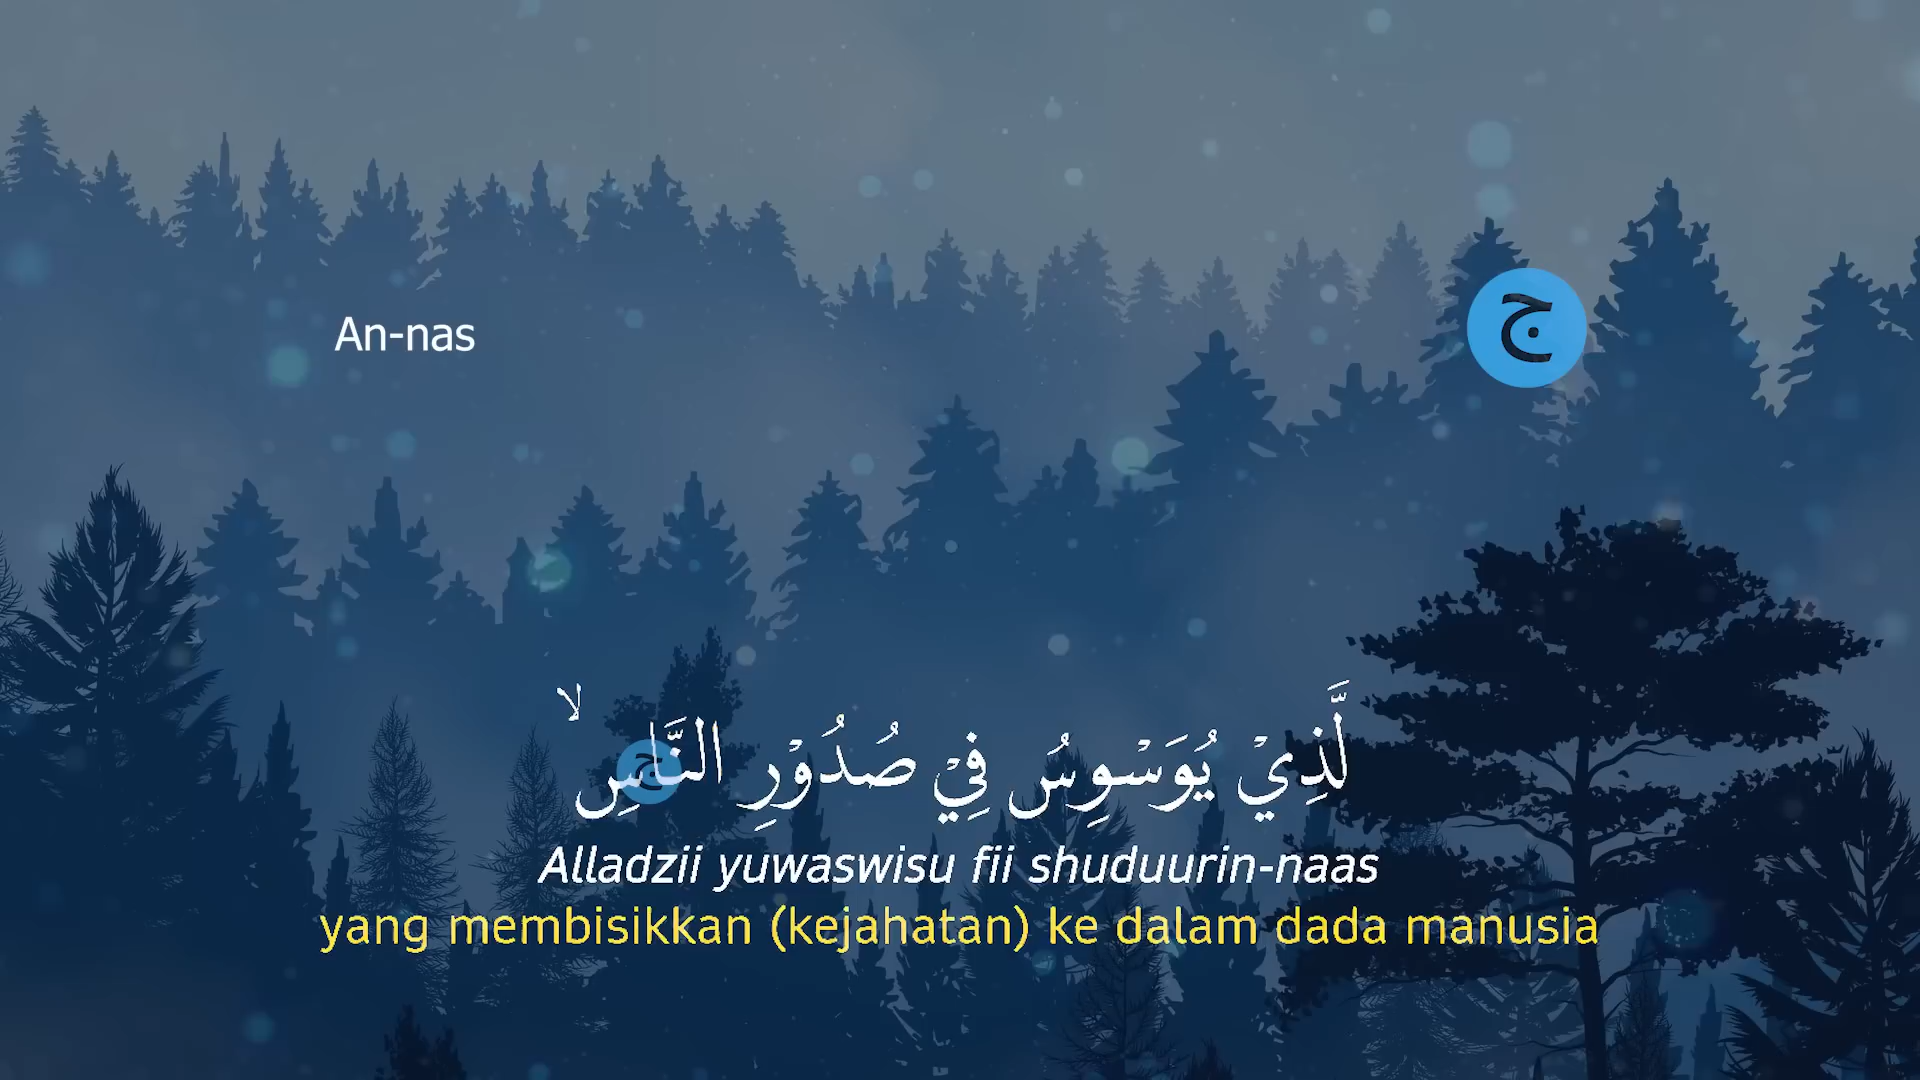 An-nas
ج
لَّذِيْ يُوَسْوِسُ فِيْ صُدُوْرِ النَّاسِۙ
ج
Alladzii yuwaswisu fii shuduurin-naas
yang membisikkan (kejahatan) ke dalam dada manusia